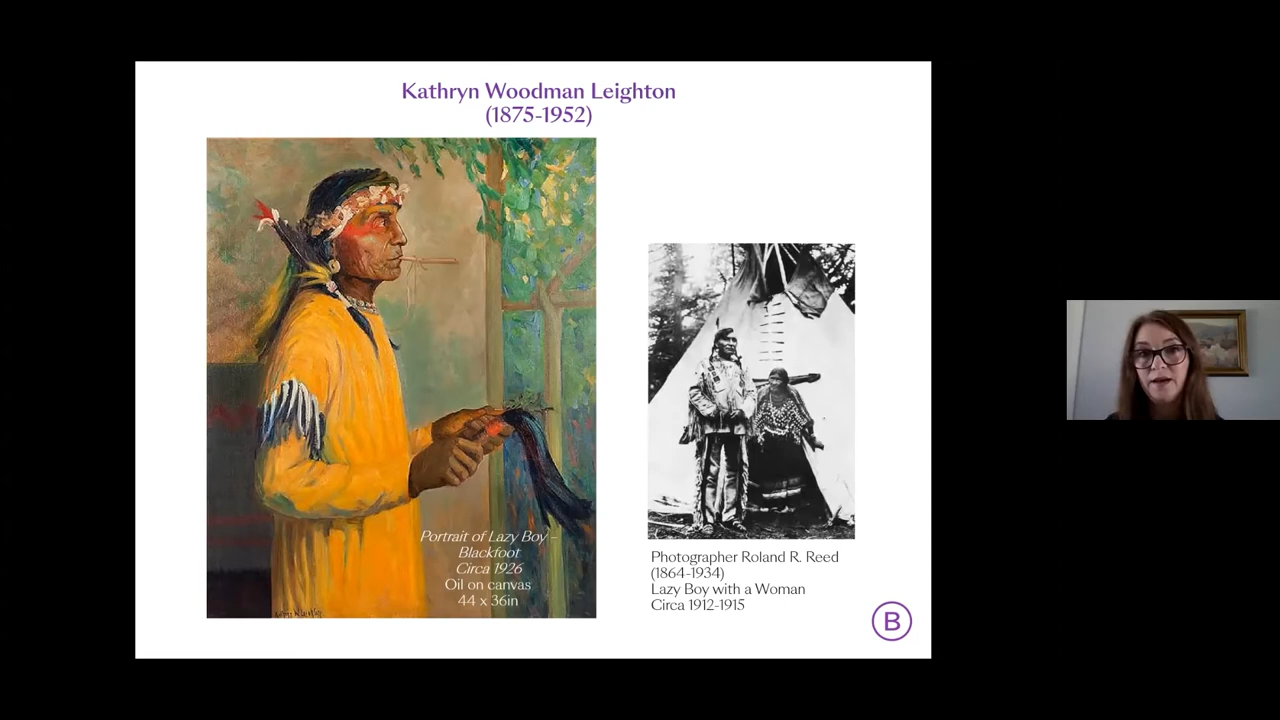 Kathryn Woodman Leighton
(1875-1952)
Portrait of Lazy Boy –
Blackfoot
Circa 1926
Oil on canvas
44 x 36in
Photographer Roland R. Reed
(1864-1934)
Lazy Boy with a Woman
Circa 1912-1915
B